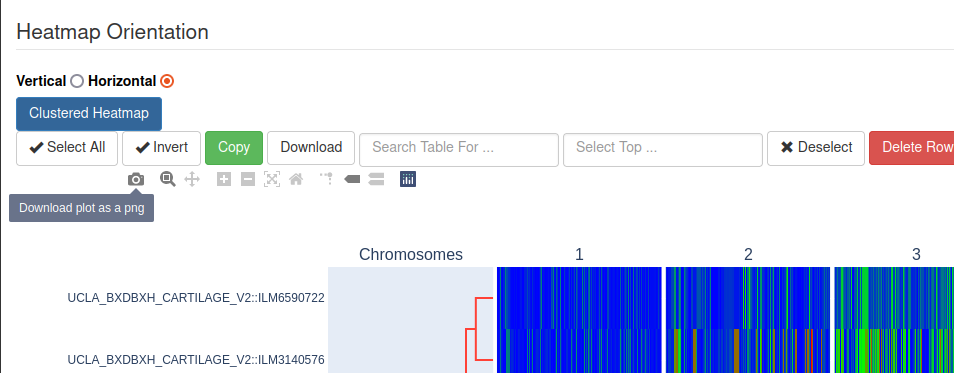 Heatmap Orientation
Vertical Horizontal
Clustered Heatmap
Select All Invert Copy Download Search Table For ... Select Top ... Deselect Delete Row
Download plot as a png
Chromosomes 1 2 3
UCLA_BXDBXH_CARTILAGE_V2::ILM6590722
UCLA_BXDBXH_CARTILAGE_V2::ILM3140576